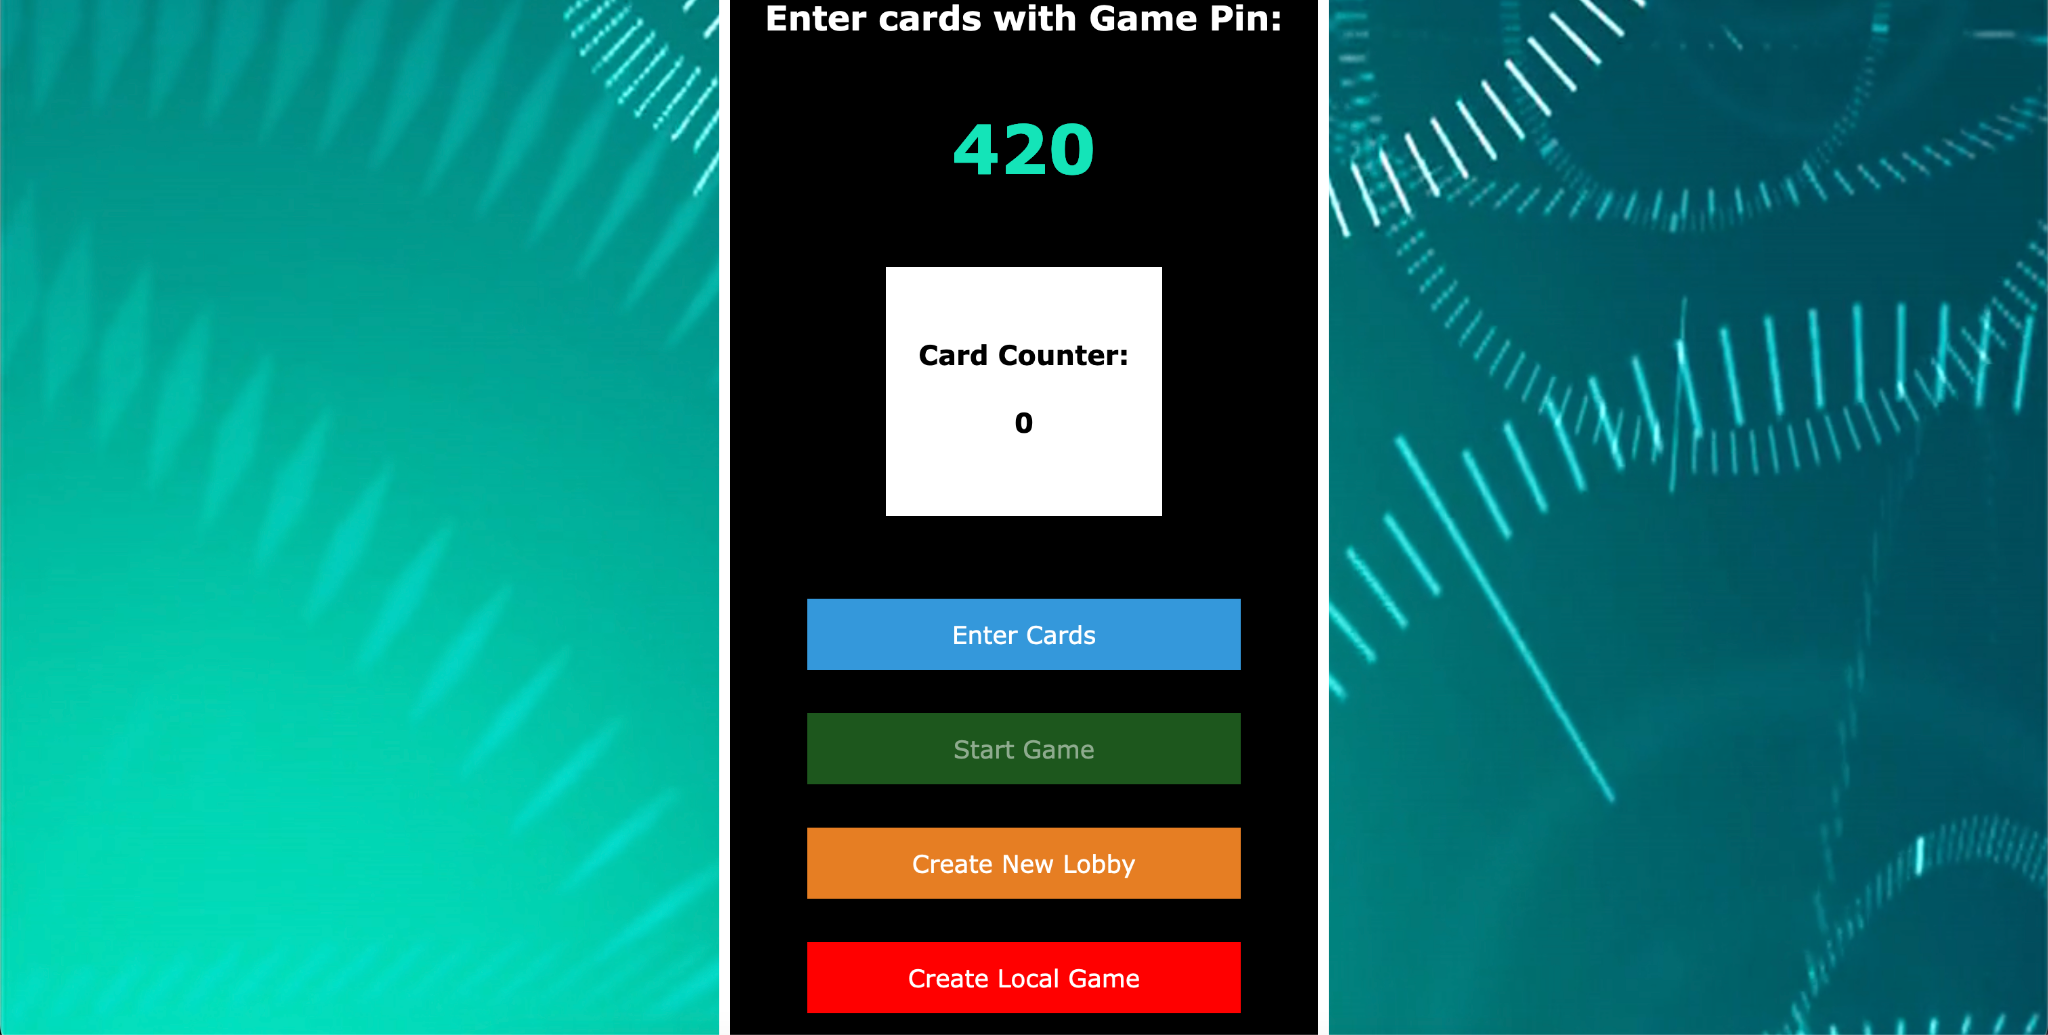 Enter cards with Game Pin:
420
Card Counter:
0
Enter Cards
Start Game
Create New Lobby
Create Local Game